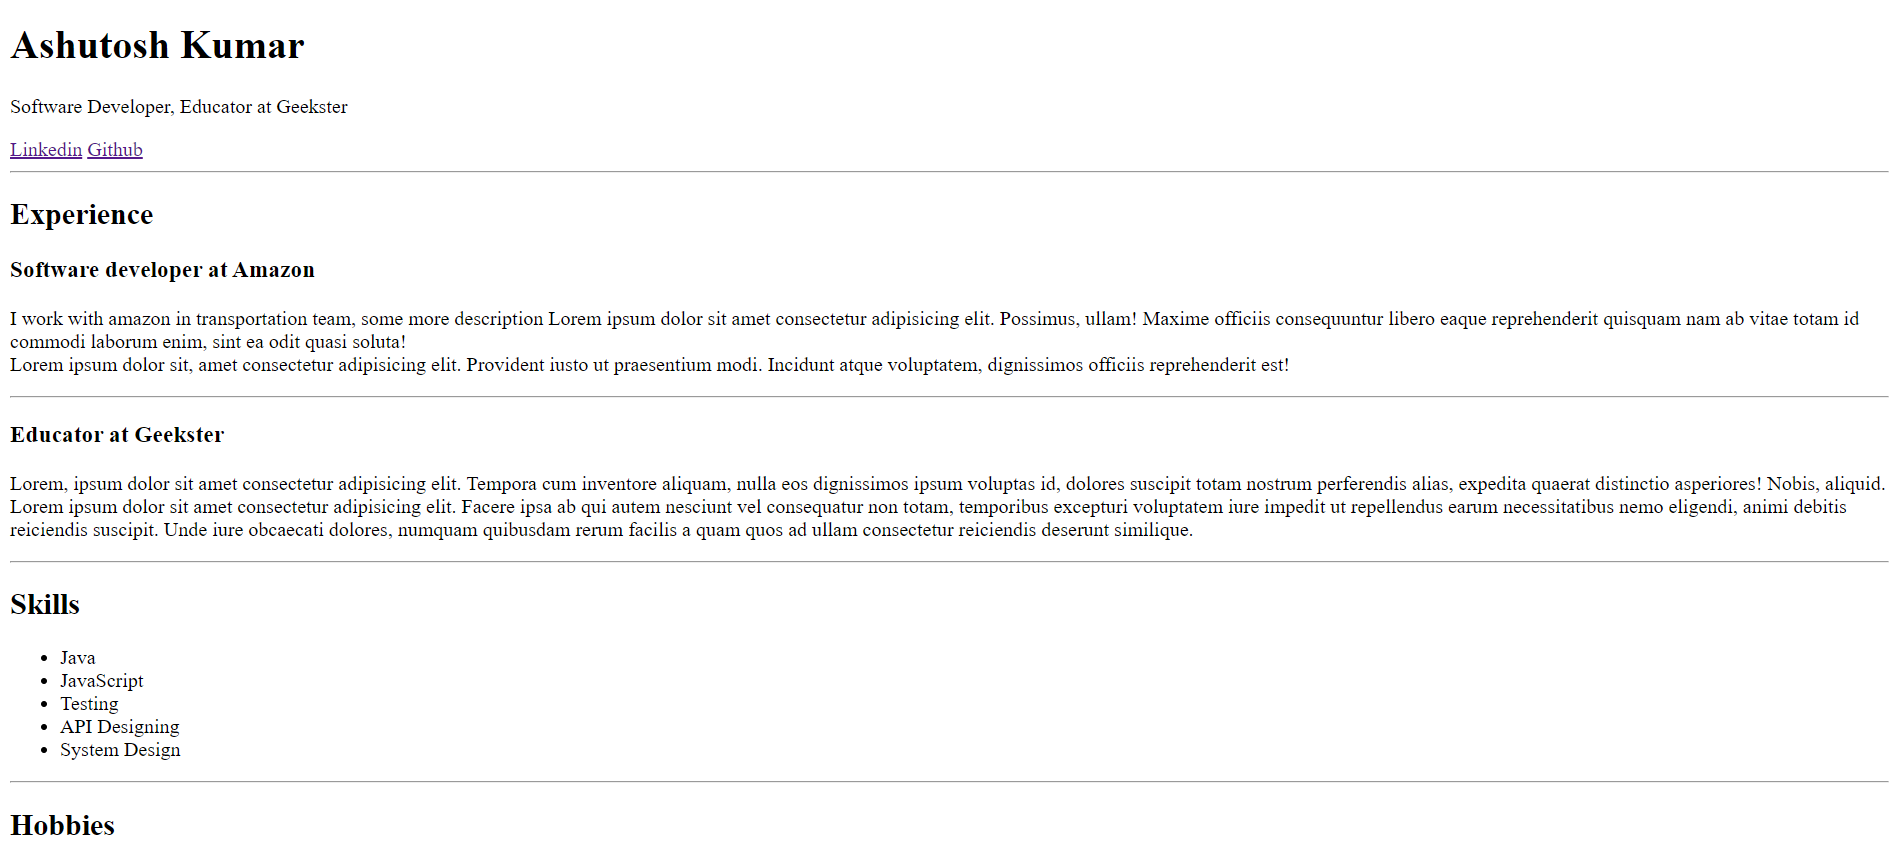 Ashutosh Kumar
Software Developer, Educator at Geekster
Linkedin Github
Experience
Software developer at Amazon
I work with amazon in transportation team, some more description Lorem ipsum dolor sit amet consectetur adipisicing elit. Possimus, ullam! Maxime officiis consequuntur libero eaque reprehenderit quisquam nam ab vitae totam id
commodi laborum enim, sint ea odit quasi soluta!
Lorem ipsum dolor sit, amet consectetur adipisicing elit. Provident iusto ut praesentium modi. Incidunt atque voluptatem, dignissimos officiis reprehenderit est!
Educator at Geekster
Lorem, ipsum dolor sit amet consectetur adipisicing elit. Tempora cum inventore aliquam, nulla eos dignissimos ipsum voluptas id, dolores suscipit totam nostrum perferendis alias, expedita quaerat distinctio asperiores! Nobis, aliquid.
Lorem ipsum dolor sit amet consectetur adipisicing elit. Facere ipsa ab qui autem nesciunt vel consequatur non totam, temporibus excepturi voluptatem iure impedit ut repellendus earum necessitatibus nemo eligendi, animi debitis
reiciendis suscipit. Unde iure obcaecati dolores, numquam quibusdam rerum facilis a quam quos ad ullam consectetur reiciendis deserunt similique.
Skills
Java
JavaScript
Testing
API Designing
System Design
Hobbies